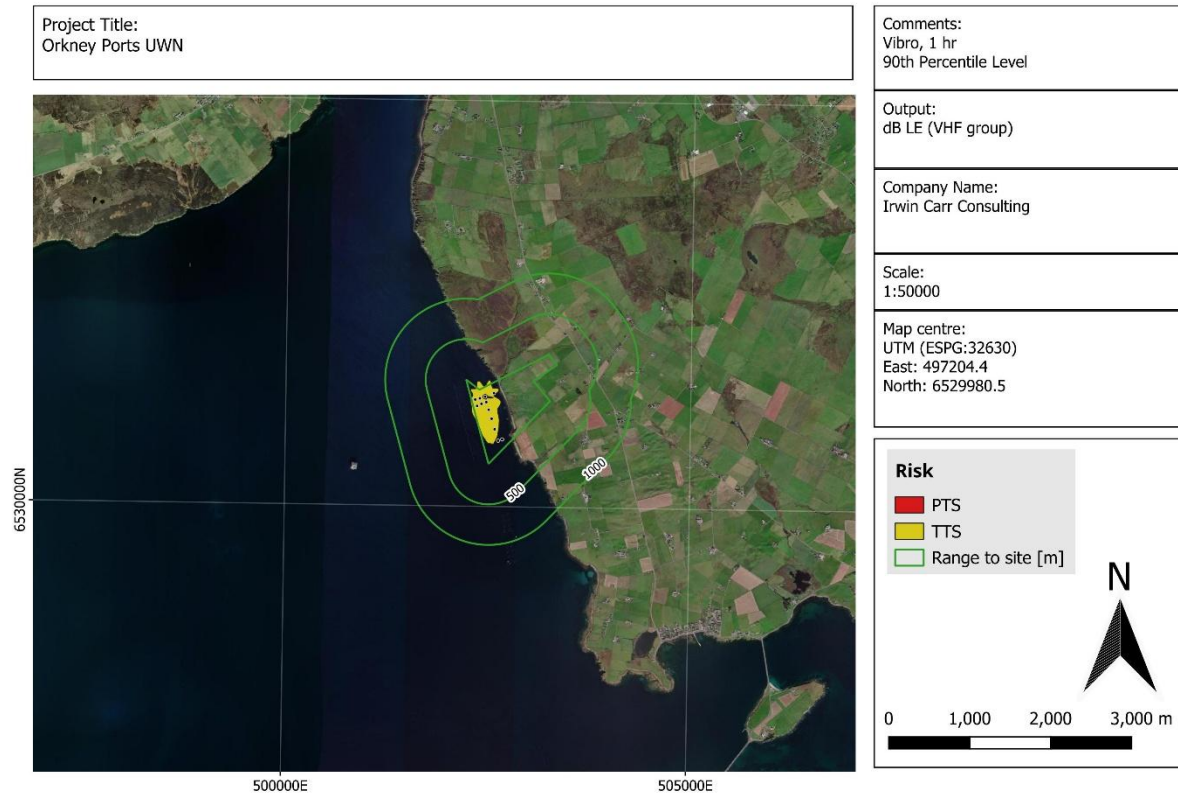 Project Title:
Orkney Ports UWN
Comments:
Vibro, 1 hr
90th Percentile Level
Output:
dB LE (VHF group)
Company Name:
Irwin Carr Consulting
Scale:
1:50000
Map centre:
UTM (ESPG:32630)
East: 497204.4
North: 6529980.5
500
1000
6530000N
500000E
505000E
Risk
PTS
TTS
Range to site [m]
N
0 1,000 2,000 3,000 m